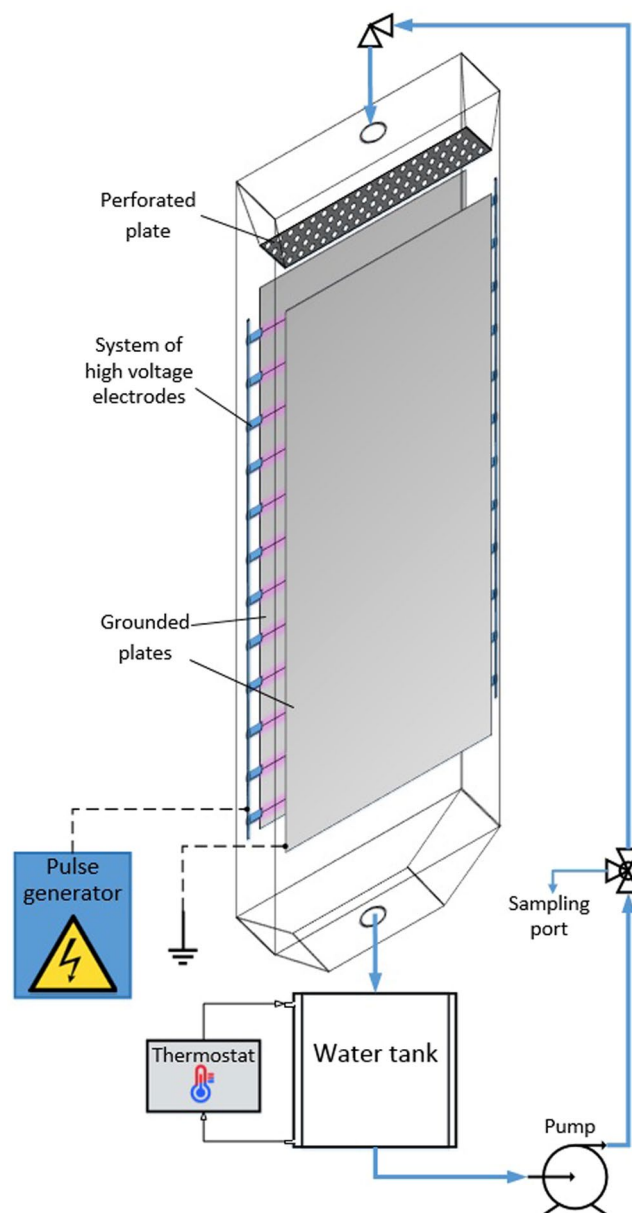 Perforated
plate
System of
high voltage
electrodes
Grounded
plates
Pulse
generator
Sampling
port
Thermostat
Water tank
Pump